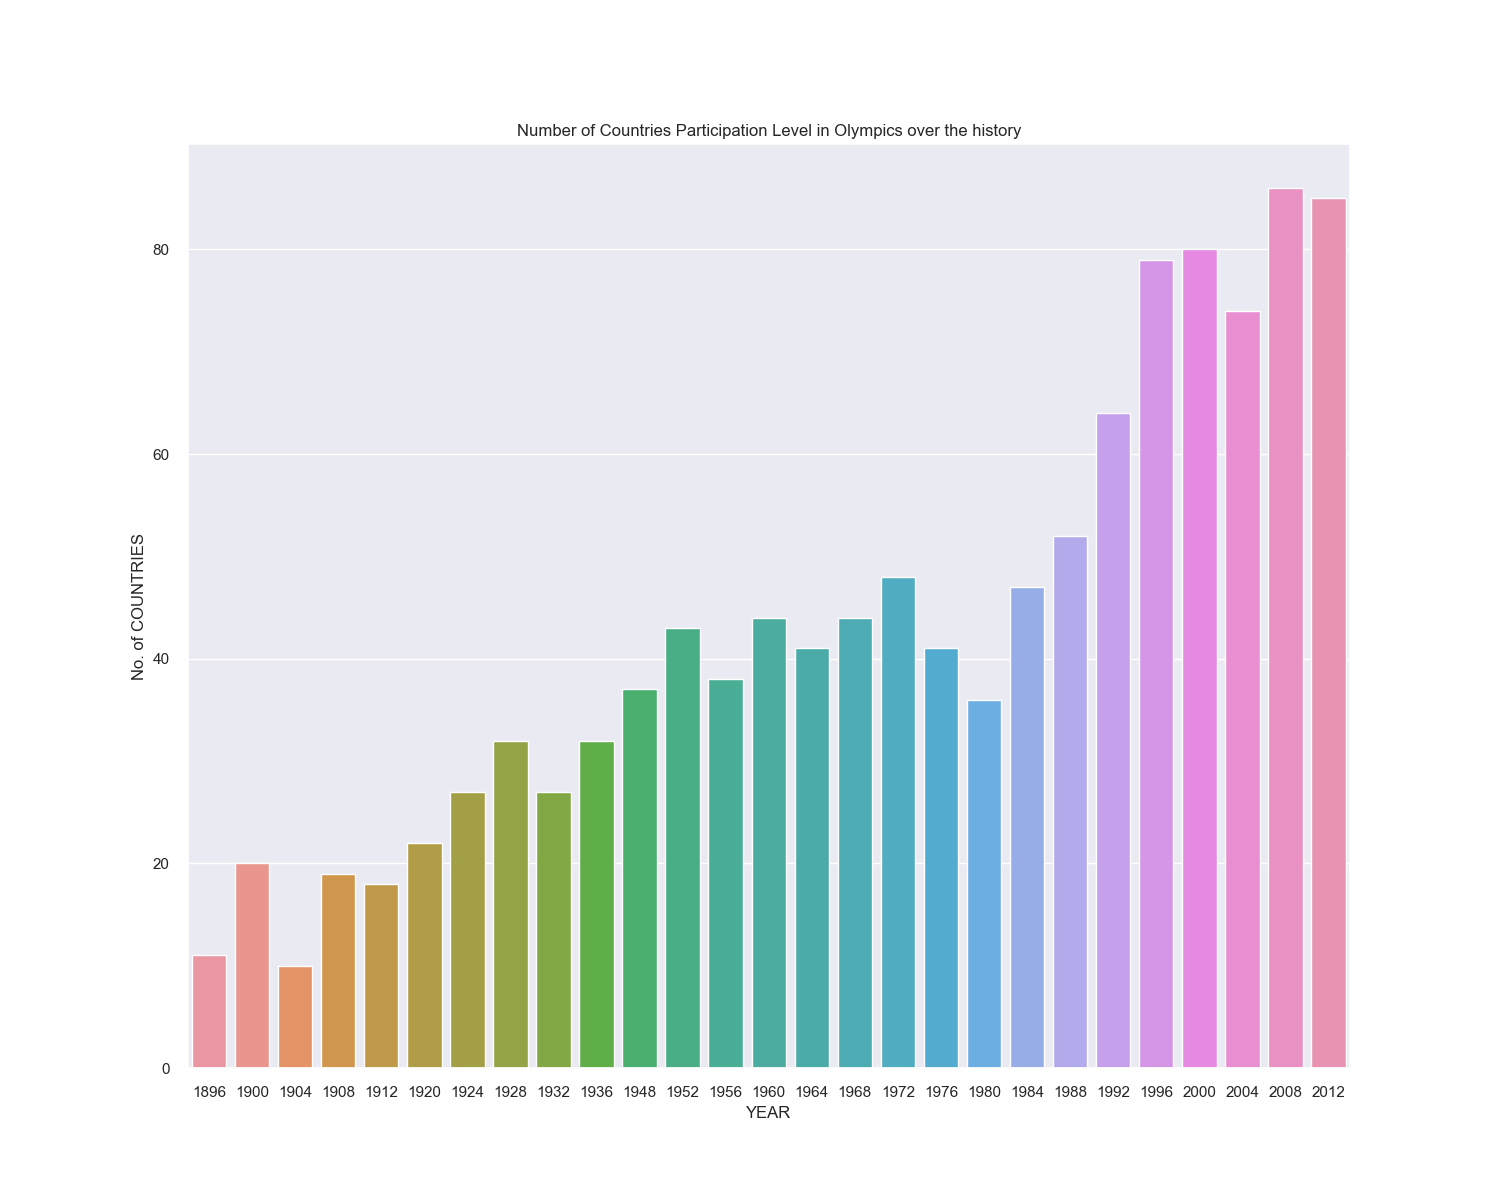 Number of Countries Participation Level in Olympics over the history
80
60
40
20
0
No. of COUNTRIES
1896 1900 1904 1908 1912 1920 1924 1928 1932 1936 1948 1952 1956 1960 1964 1968 1972 1976 1980 1984 1988 1992 1996 2000 2004 2008 2012
YEAR